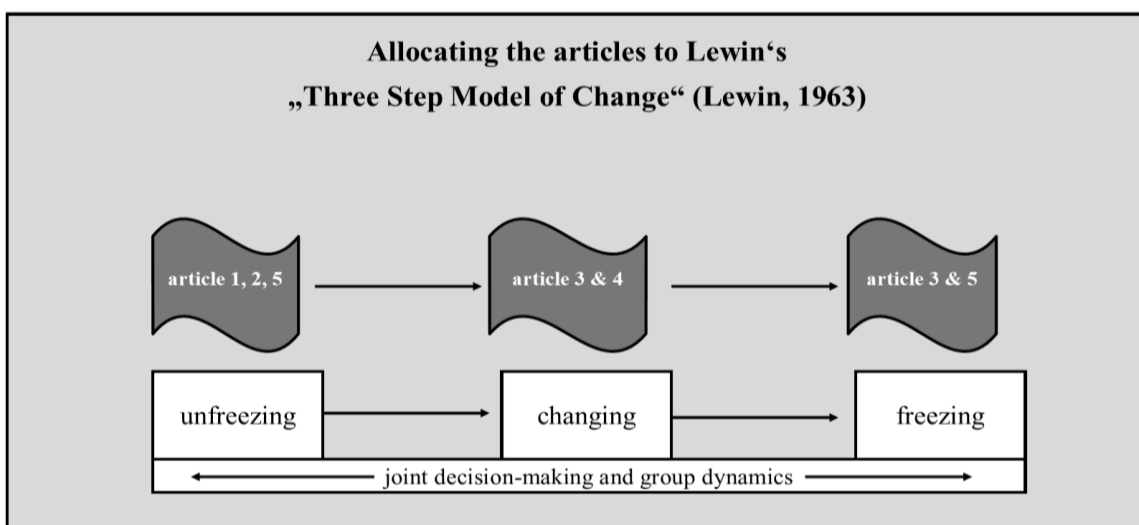 Allocating the articles to Lewin‘s
„Three Step Model of Change“ (Lewin, 1963)
article 1, 2, 5
article 3 & 4
article 3 & 5
unfreezing
changing
freezing
joint decision-making and group dynamics